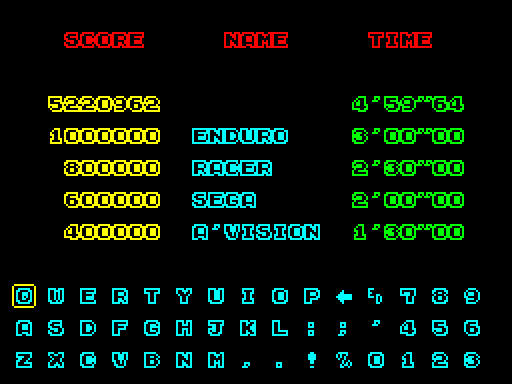 SCORE NAME TIME
5220962 4'59"64
1000000 ENDURO 3'00"00
800000 RACER 2'30"00
600000 SEGA 2'00"00
400000 A'VISION 1'30"00
Q W E R T Y U I O P ← ED 7 8 9
A S D F G H J K L : ; ' 4 5 6
Z X C V B N M , . ! % 0 1 2 3